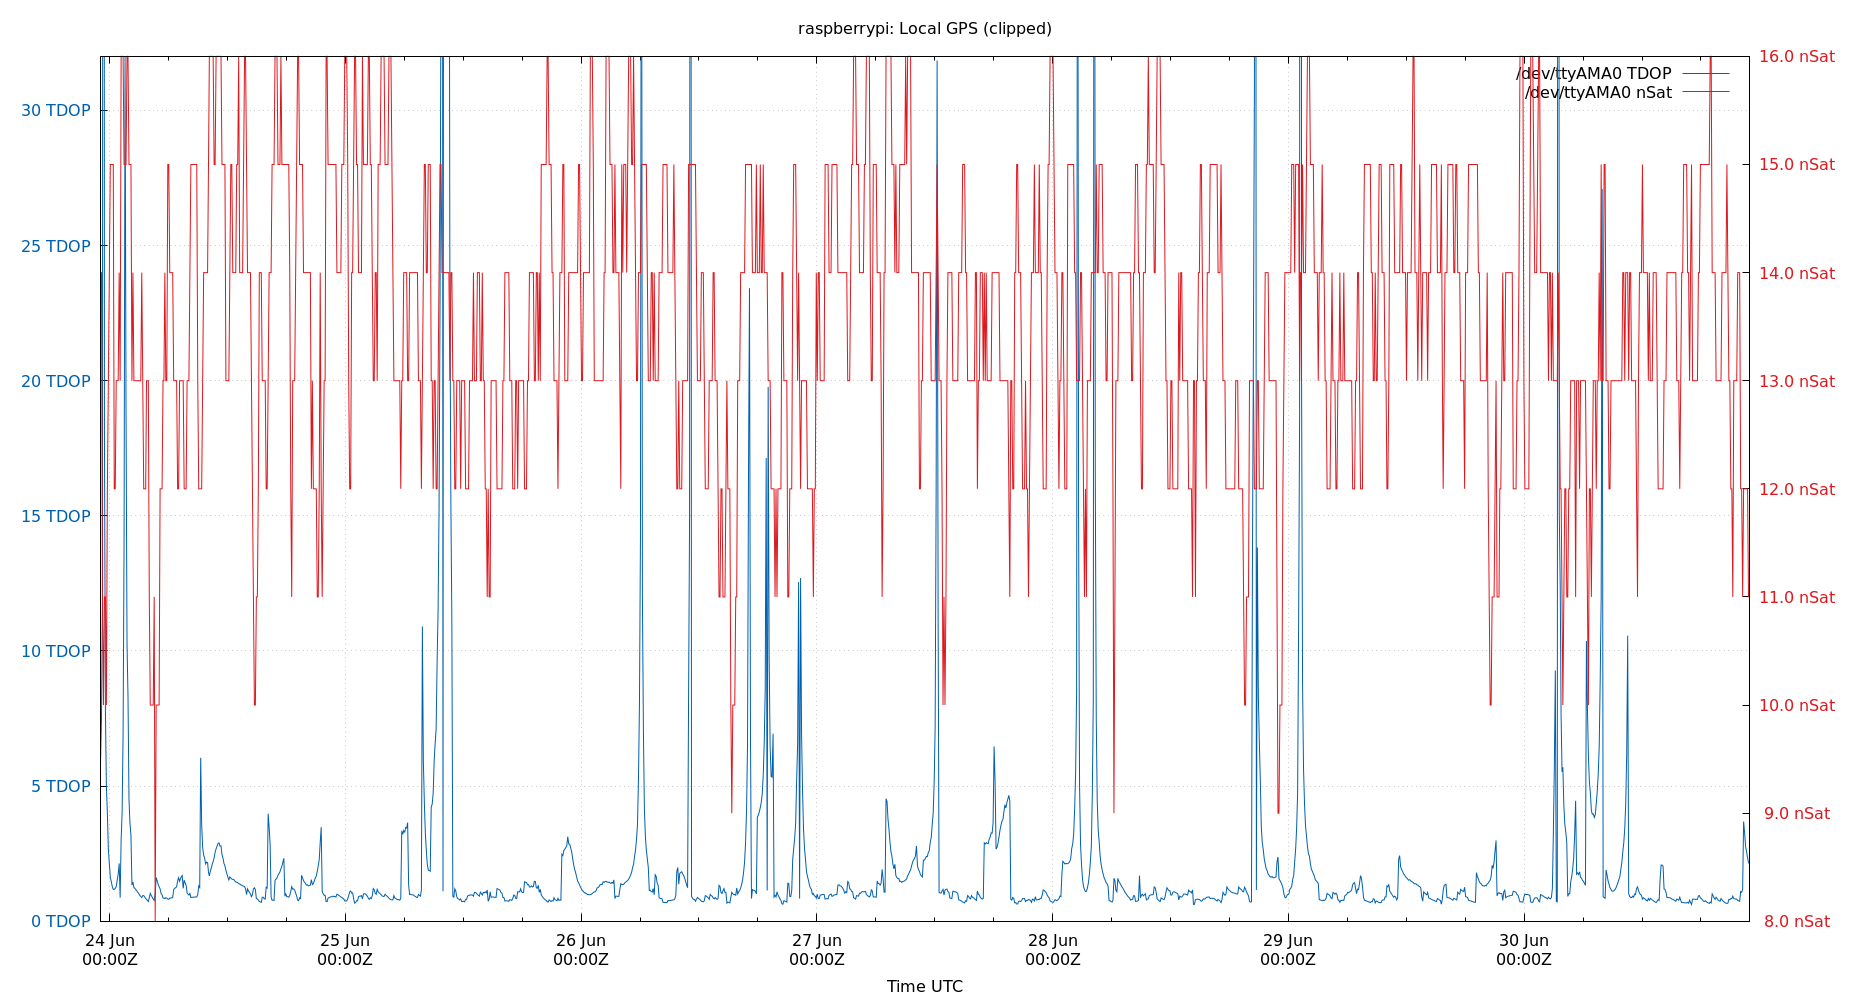 raspberrypi: Local GPS (clipped)
16.0 nSat
/dev/ttyAMA0 TDOP
/dev/ttyAMA0 nSat
30 TDOP
15.0 nSat
25 TDOP
14.0 nSat
20 TDOP
13.0 nSat
12.0 nSat
15 TDOP
11.0 nSat
10 TDOP
10.0 nSat
5 TDOP
9.0 nSat
0 TDOP
8.0 nSat
24 Jun 25 Jun 26 Jun 27 Jun 28 Jun 29 Jun 30 Jun
00:00Z 00:00Z 00:00Z 00:00Z 00:00Z 00:00Z 00:00Z
Time UTC